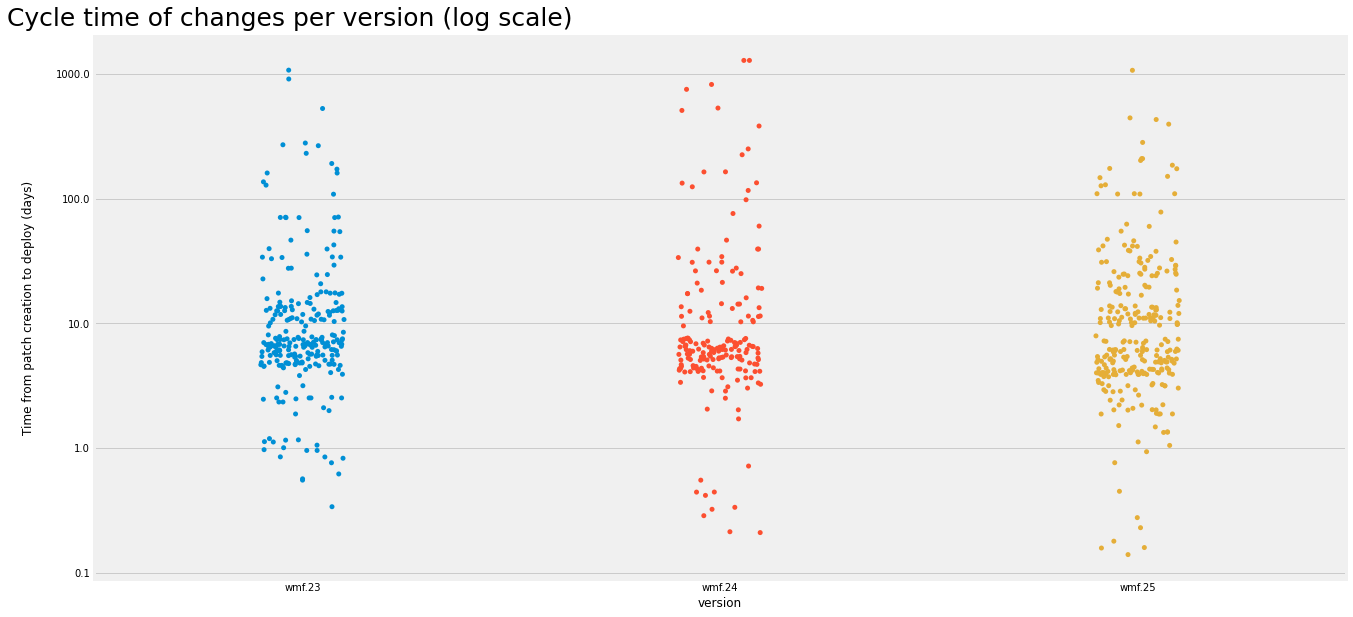 Cycle time of changes per version (log scale)
Time from patch creation to deploy (days)
1000.0
100.0
10.0
1.0
0.1
wmf.23
wmf.24
wmf.25
version